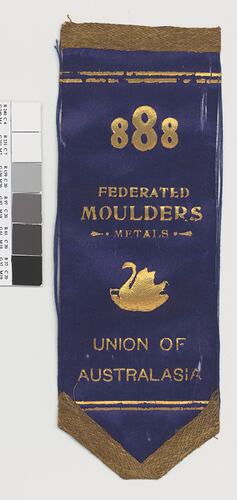 888
FEDERATED
MOULDERS
METALS
UNION OF
AUSTRALASIA